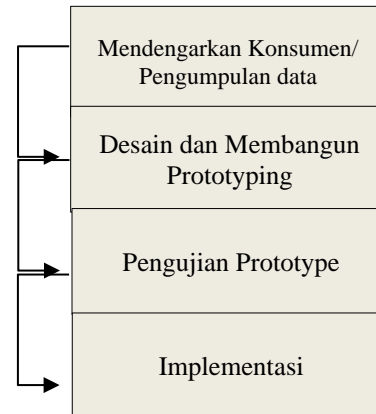 Mendengarkan Konsumen/
Pengumpulan data
Desain dan Membangun
Prototyping
Pengujian Prototype
Implementasi